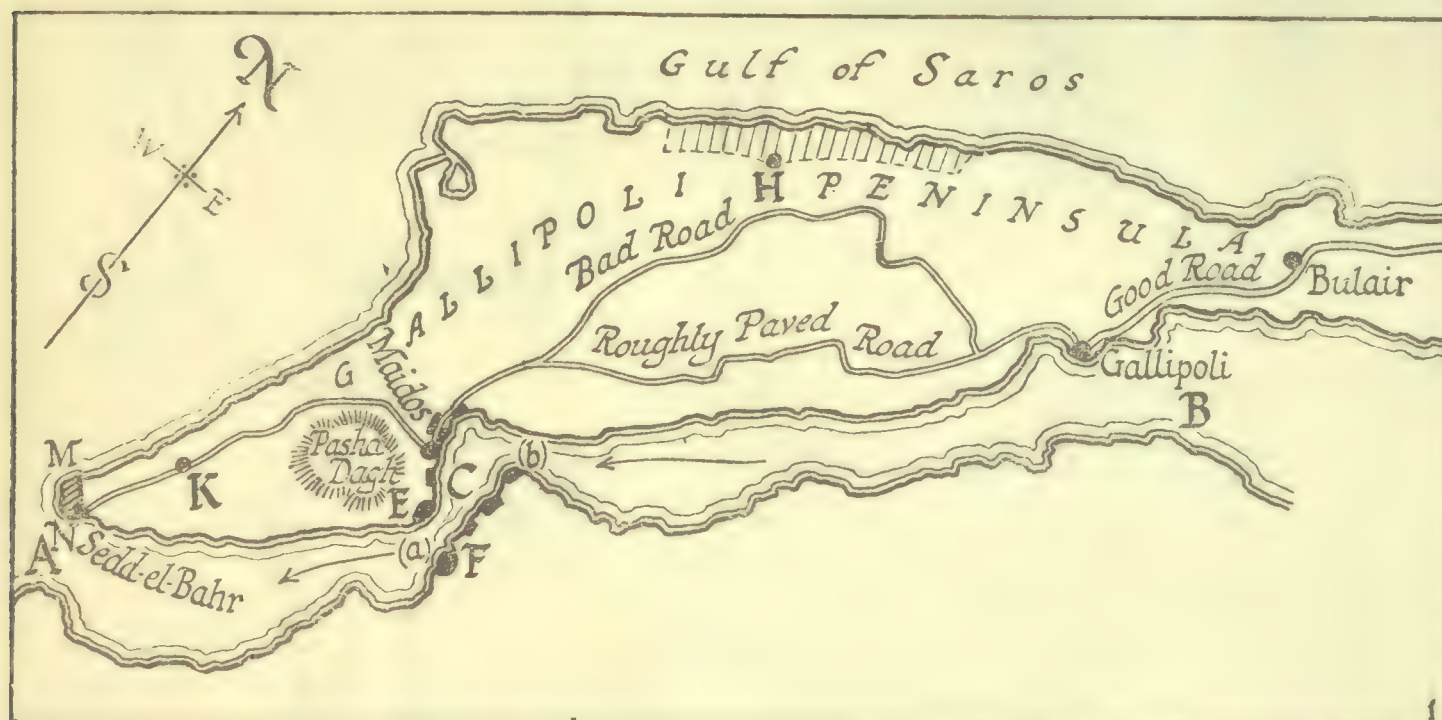 N
W
E
S
Gulf of Saros
GALLIPOLI PENINSULA
H
Bad Road
Good Road
Bulair
Roughly Paved Road
Gallipoli
B
G
Maidos
Pasha Dagh
M
K
E
C
(b)
N
A
Sedd-el-Bahr
(a)
F